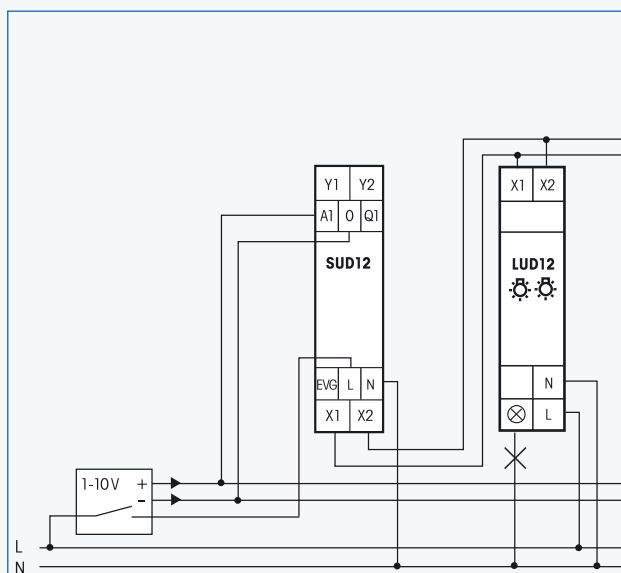 Y1 Y2
X1 X2
A1 0 Q1
SUD12
LUD12
EVG L N
N
X1 X2
L
1-10V +
-
L
N